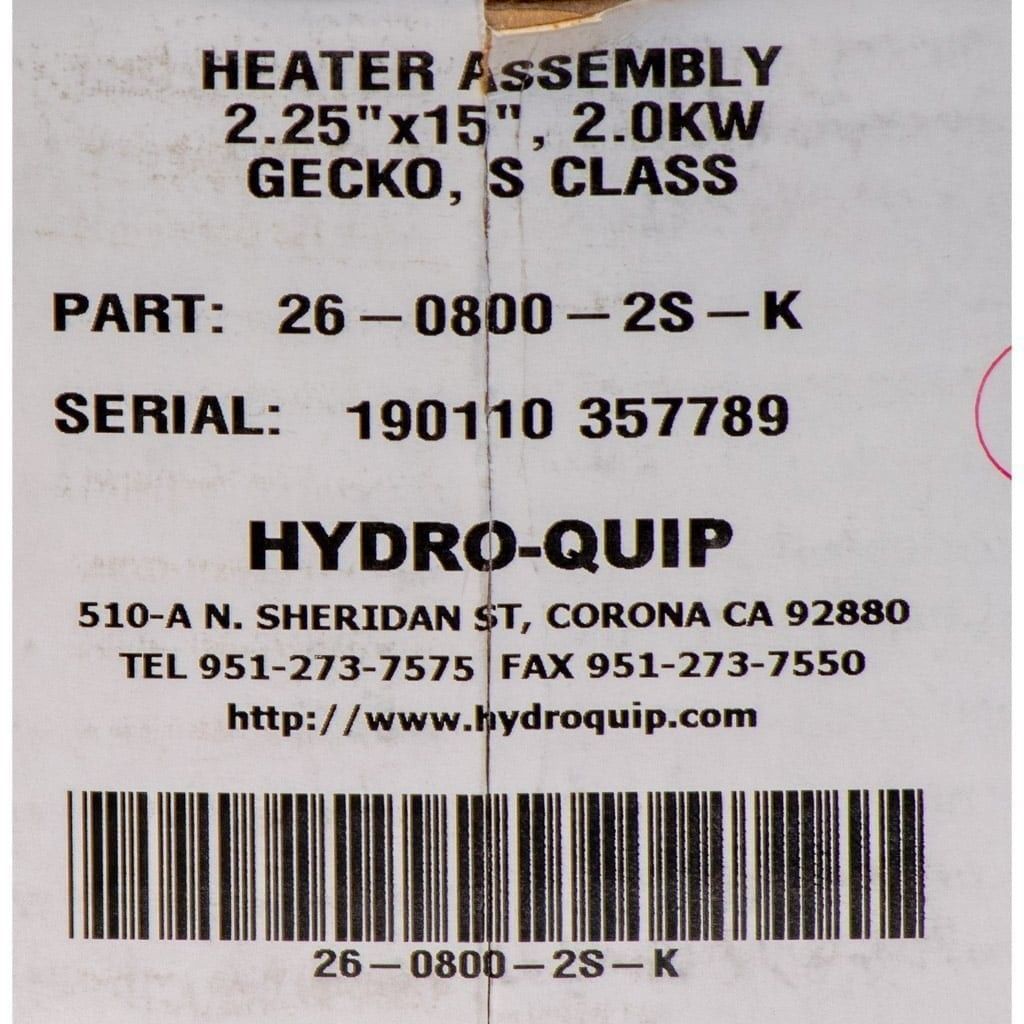 HEATER ASSEMBLY
2.25"x15", 2.0KW
GECKO, S CLASS
PART: 26-0800-2S-K
SERIAL: 190110 357789
HYDRO-QUIP
510-A N. SHERIDAN ST, CORONA CA 92880
TEL 951-273-7575 FAX 951-273-7550
http://www.hydroquip.com
26-0800-2S-K